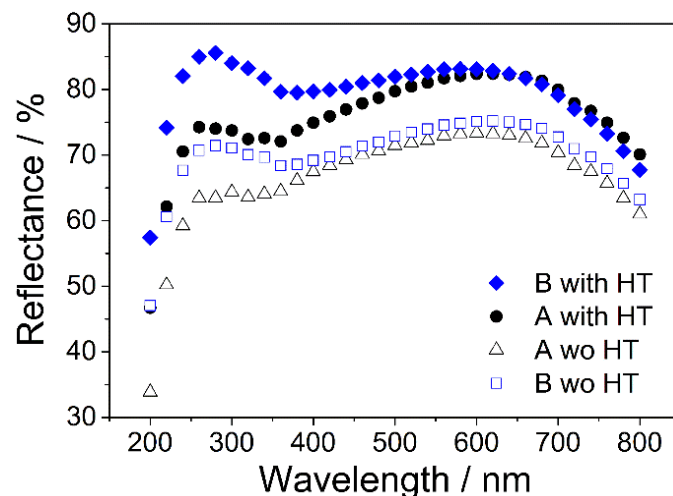 90
80
70
60
50
40
30
Reflectance / %
B with HT
A with HT
A wo HT
B wo HT
200 300 400 500 600 700 800
Wavelength / nm